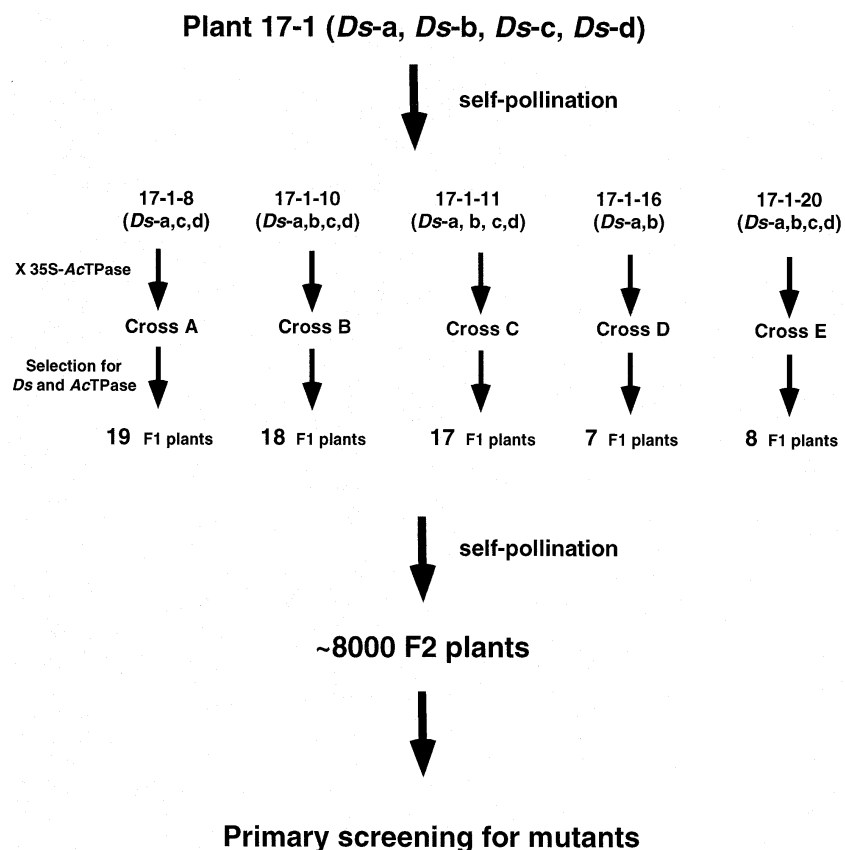 Plant 17-1 (Ds-a, Ds-b, Ds-c, Ds-d)
self-pollination
17-1-8 17-1-10 17-1-11 17-1-16 17-1-20
(Ds-a,c,d) (Ds-a,b,c,d) (Ds-a, b, c,d) (Ds-a,b) (Ds-a,b,c,d)
X 35S-AcTPase
Cross A Cross B Cross C Cross D Cross E
Selection for
Ds and AcTPase
19 F1 plants 18 F1 plants 17 F1 plants 7 F1 plants 8 F1 plants
self-pollination
~8000 F2 plants
Primary screening for mutants